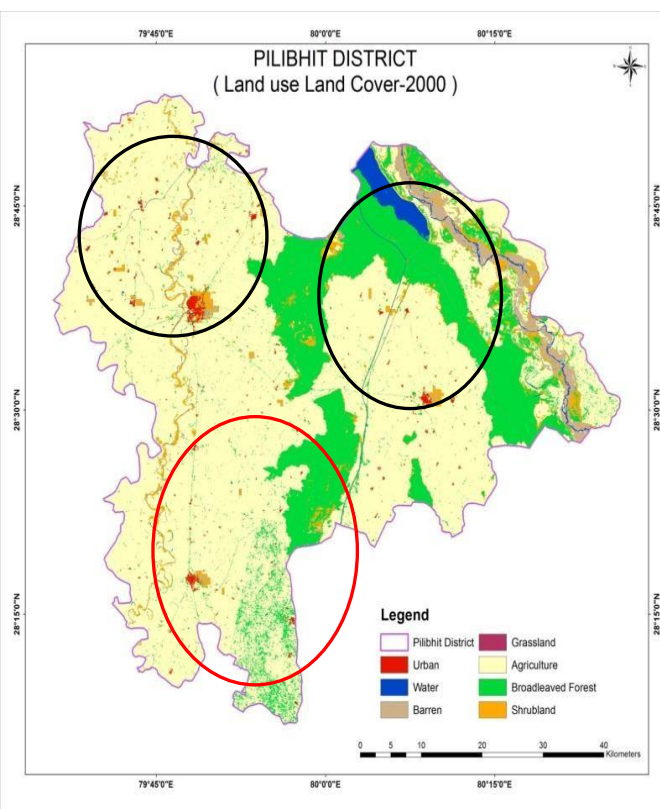 79°45'0"E 80°0'0"E 80°15'0"E
PILIBHIT DISTRICT
( Land use Land Cover-2000 )
28°45'0"N 28°45'0"N
28°30'0"N 28°30'0"N
28°15'0"N 28°15'0"N
Legend
Pilibhit District Grassland
Urban Agriculture
Water Broadleaved Forest
Barren Shrubland
0 5 10 20 30 40
Kilometers
79°45'0"E 80°0'0"E 80°15'0"E